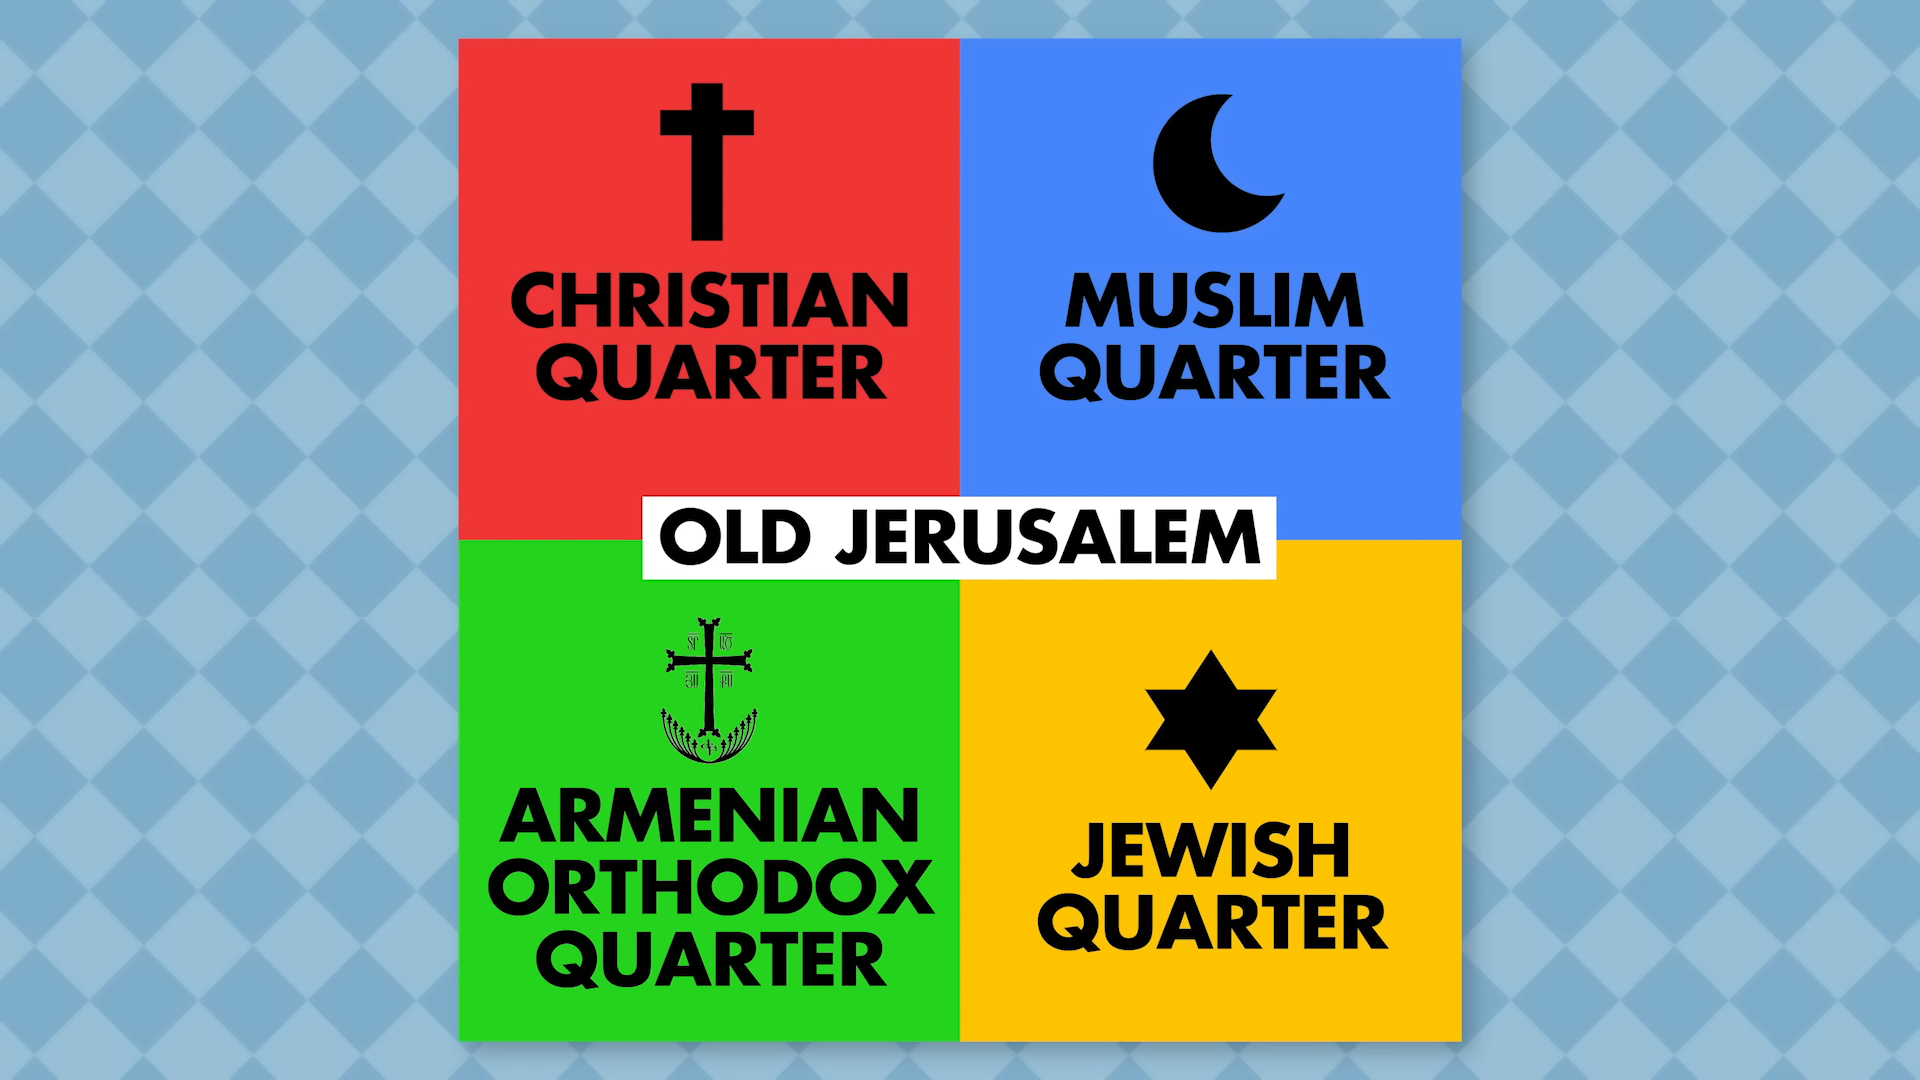 CHRISTIAN
QUARTER
MUSLIM
QUARTER
OLD JERUSALEM
ARMENIAN
ORTHODOX
QUARTER
JEWISH
QUARTER